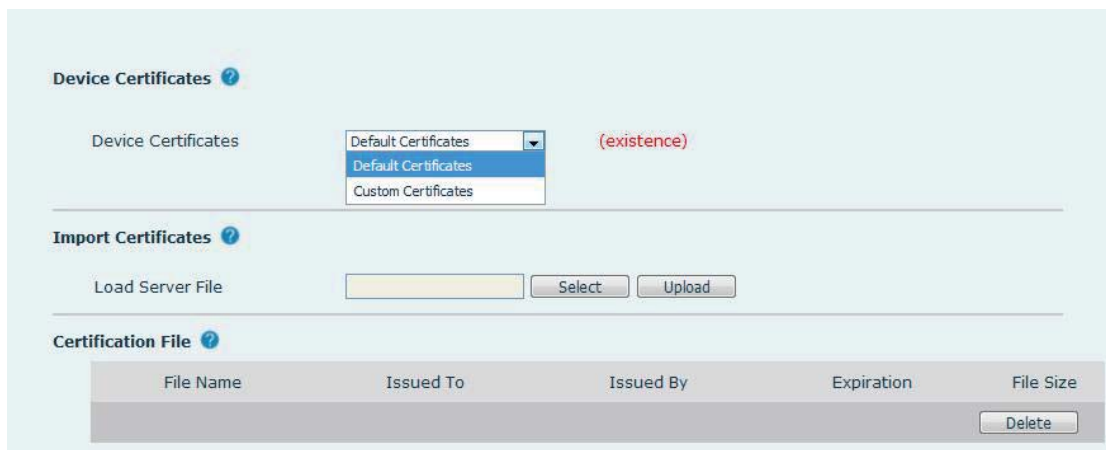 Device Certificates ?
Device Certificates Default Certificates (existence)
Default Certificates
Custom Certificates
Import Certificates ?
Load Server File Select Upload
Certification File ?
File Name Issued To Issued By Expiration File Size
Delete